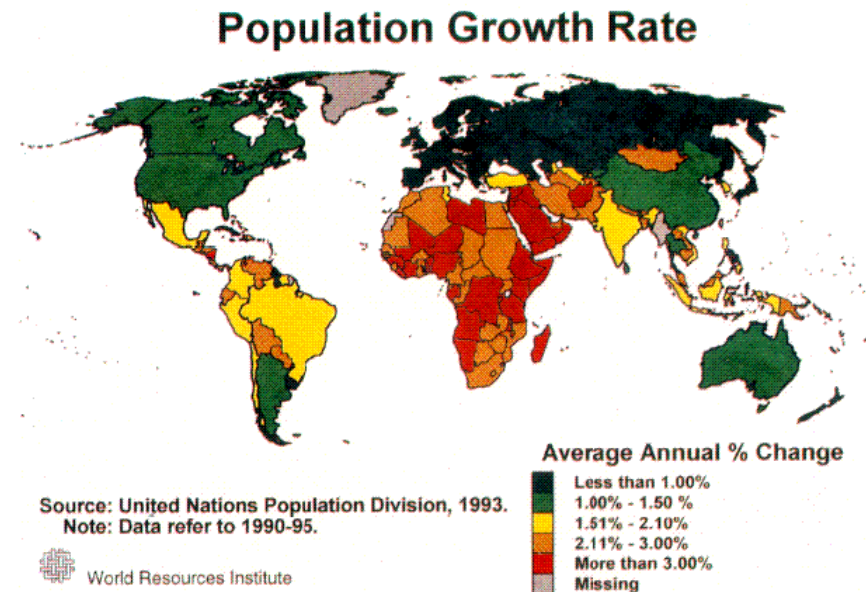 Population Growth Rate
Average Annual % Change
Less than 1.00%
1.00% - 1.50 %
1.51% - 2.10%
2.11% - 3.00%
More than 3.00%
Missing
Source: United Nations Population Division, 1993.
Note: Data refer to 1990-95.
World Resources Institute